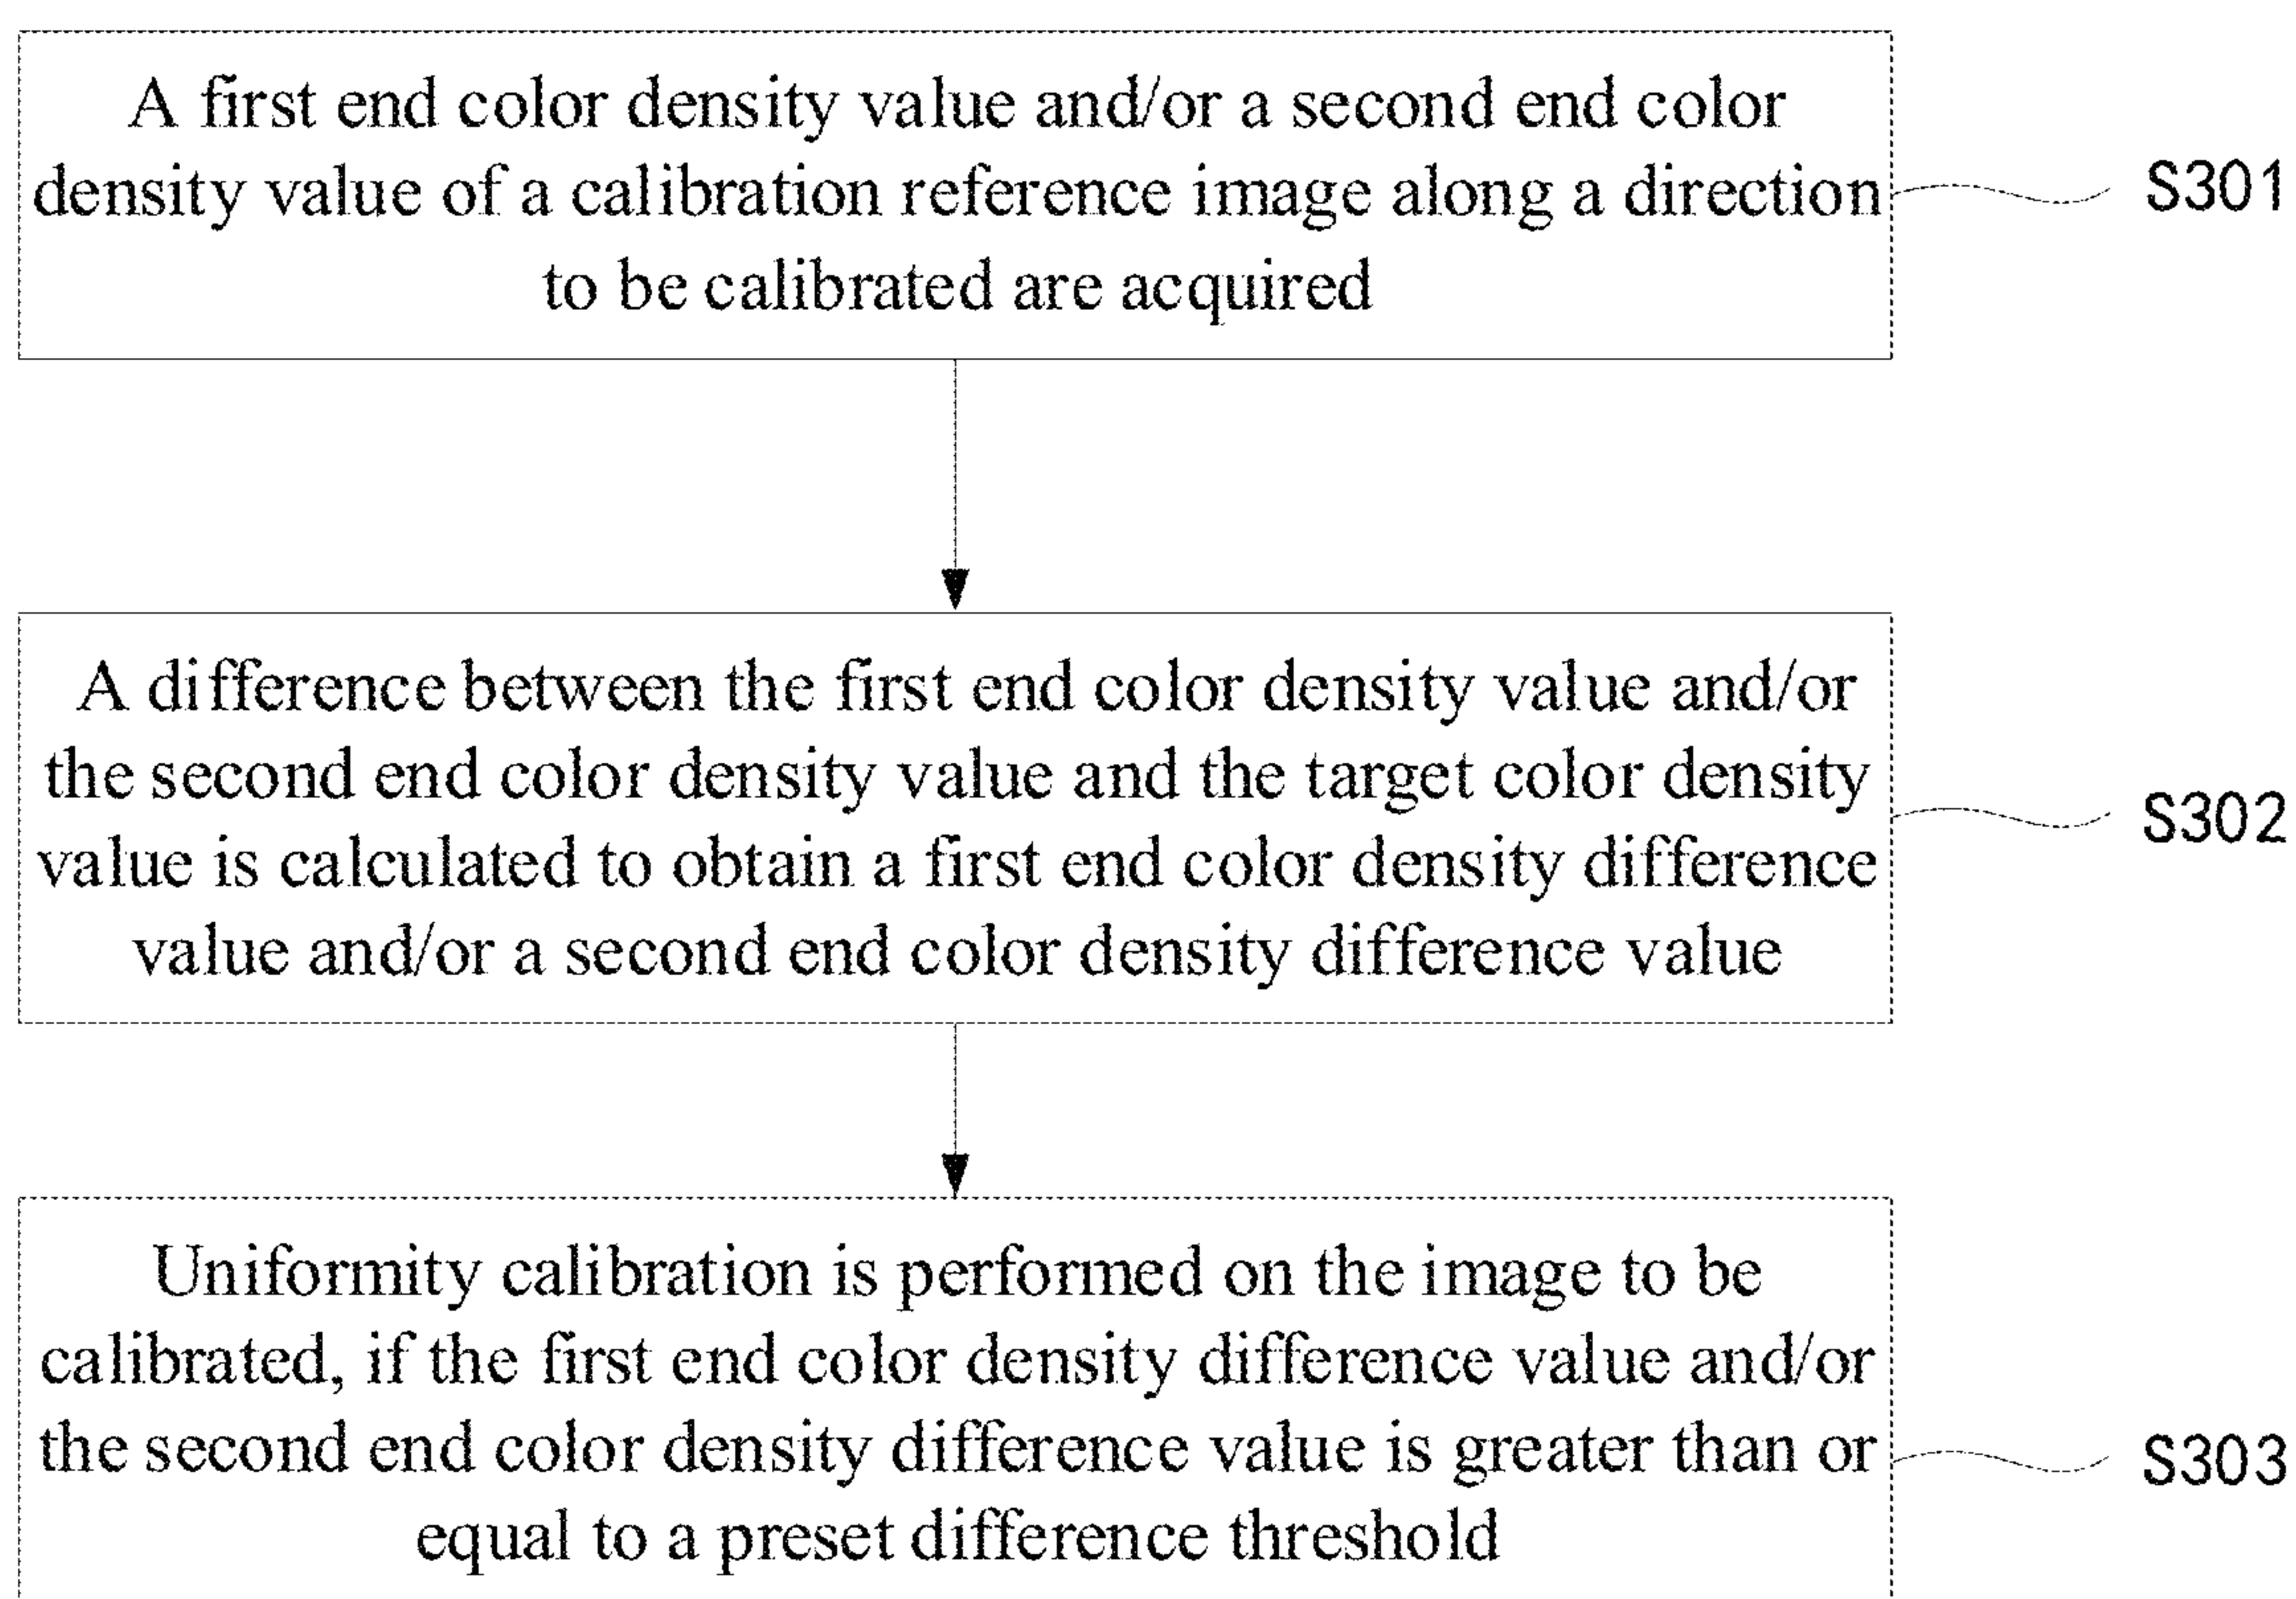 A first end color density value and/or a second end color
density value of a calibration reference image along a direction
to be calibrated are acquired
S301
A difference between the first end color density value and/or
the second end color density value and the target color density
value is calculated to obtain a first end color density difference
value and/or a second end color density difference value
S302
Uniformity calibration is performed on the image to be
calibrated, if the first end color density difference value and/or
the second end color density difference value is greater than or
equal to a preset difference threshold
S303